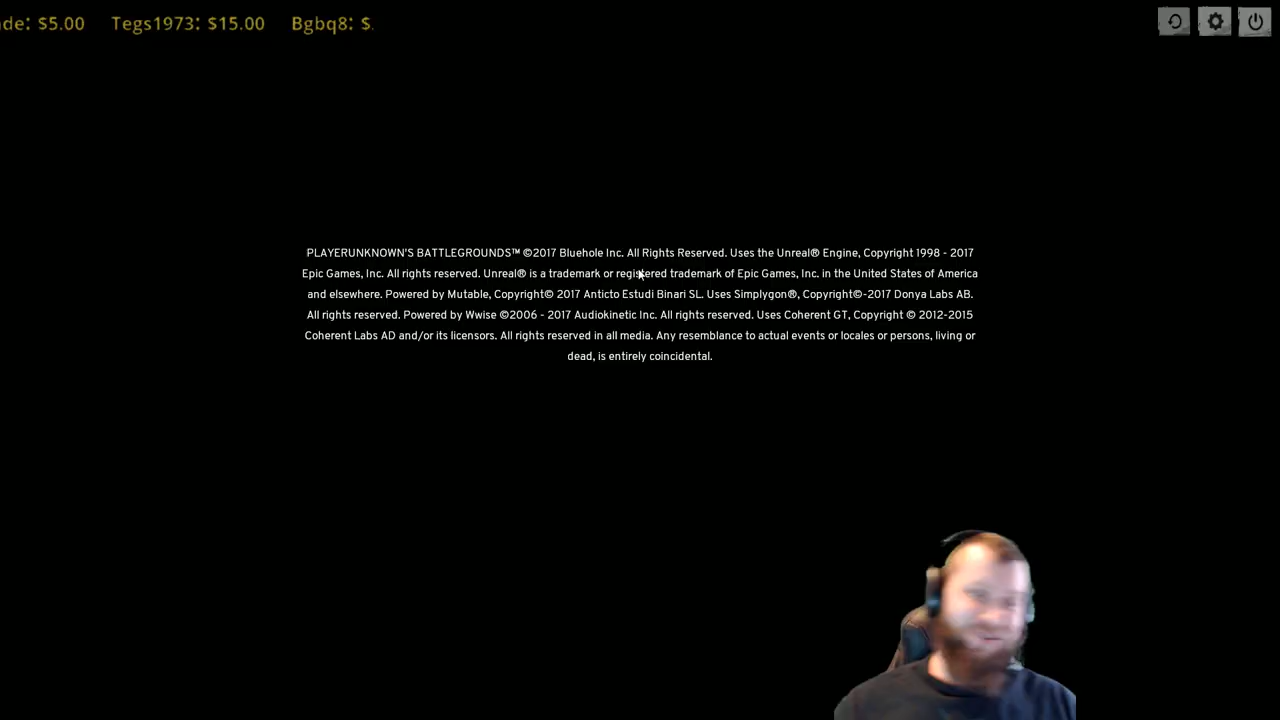 de: $5.00 Tegs1973: $15.00 Bgbq8: $
PLAYERUNKNOWN'S BATTLEGROUNDS™ ©2017 Bluehole Inc. All Rights Reserved. Uses the Unreal® Engine, Copyright 1998 - 2017
Epic Games, Inc. All rights reserved. Unreal® is a trademark or registered trademark of Epic Games, Inc. in the United States of America
and elsewhere. Powered by Mutable, Copyright© 2017 Anticto Estudi Binari SL. Uses Simplygon®, Copyright©-2017 Donya Labs AB.
All rights reserved. Powered by Wwise ©2006 - 2017 Audiokinetic Inc. All rights reserved. Uses Coherent GT, Copyright © 2012-2015
Coherent Labs AD and/or its licensors. All rights reserved in all media. Any resemblance to actual events or locales or persons, living or
dead, is entirely coincidental.